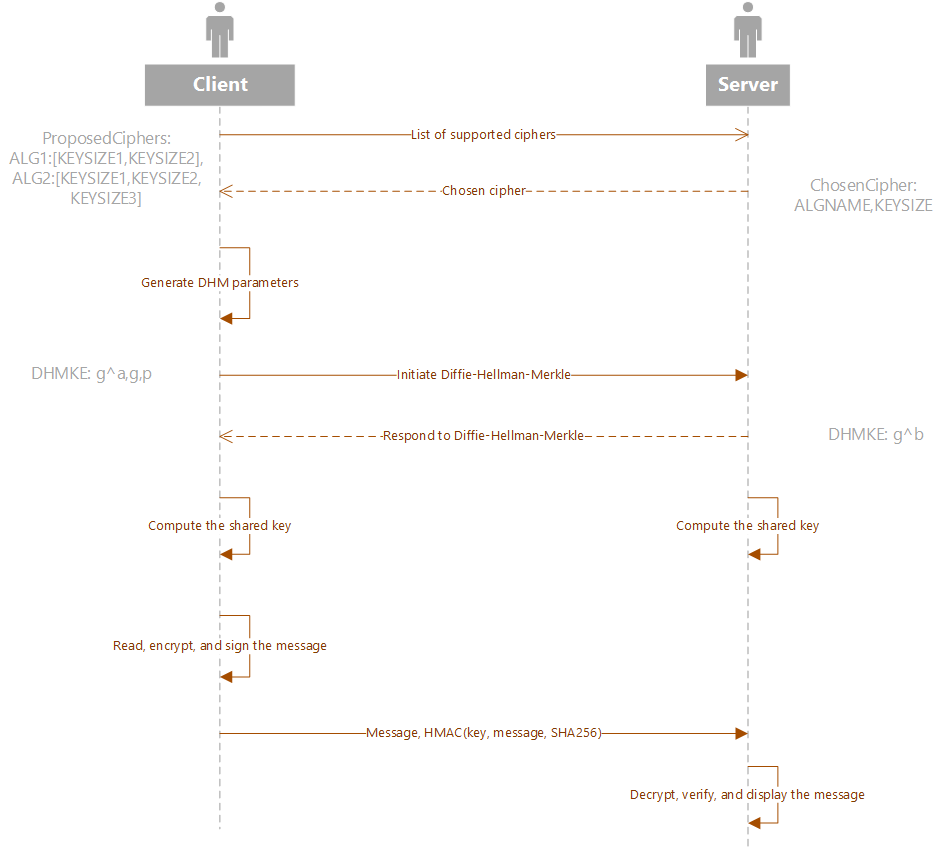 Client
Server
List of supported ciphers
ProposedCiphers:
ALG1:[KEYSIZE1,KEYSIZE2],
ALG2:[KEYSIZE1,KEYSIZE2,
KEYSIZE3]
Chosen cipher
ChosenCipher:
ALGNAME,KEYSIZE
Generate DHM parameters
DHMKE: g^a,g,p
Initiate Diffie-Hellman-Merkle
Respond to Diffie-Hellman-Merkle
DHMKE: g^b
Compute the shared key
Compute the shared key
Read, encrypt, and sign the message
Message, HMAC(key, message, SHA256)
Decrypt, verify, and display the message